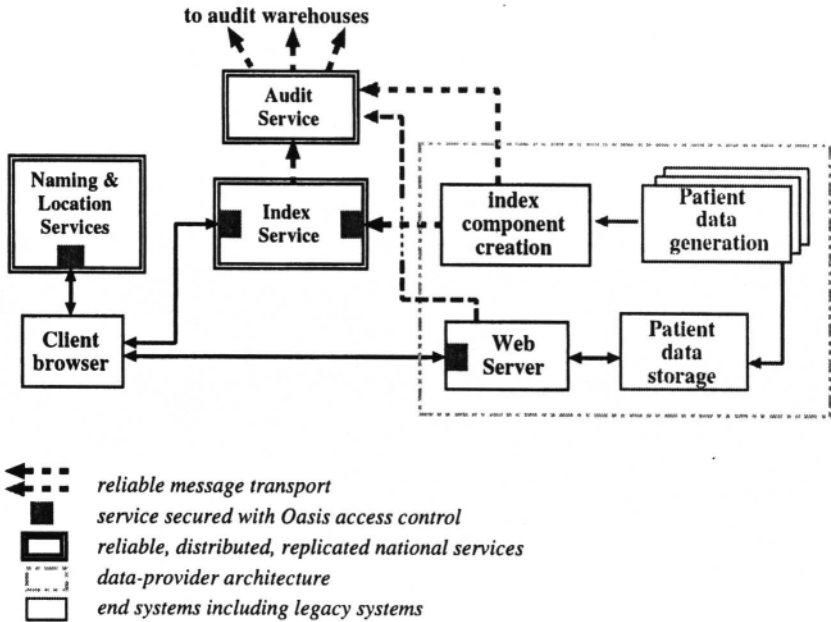 to audit warehouses
Audit
Service
Naming &
Location
Services
Index
Service
index
component
creation
Patient
data
generation
Client
browser
Web
Server
Patient
data
storage
reliable message transport
service secured with Oasis access control
reliable, distributed, replicated national services
data-provider architecture
end systems including legacy systems